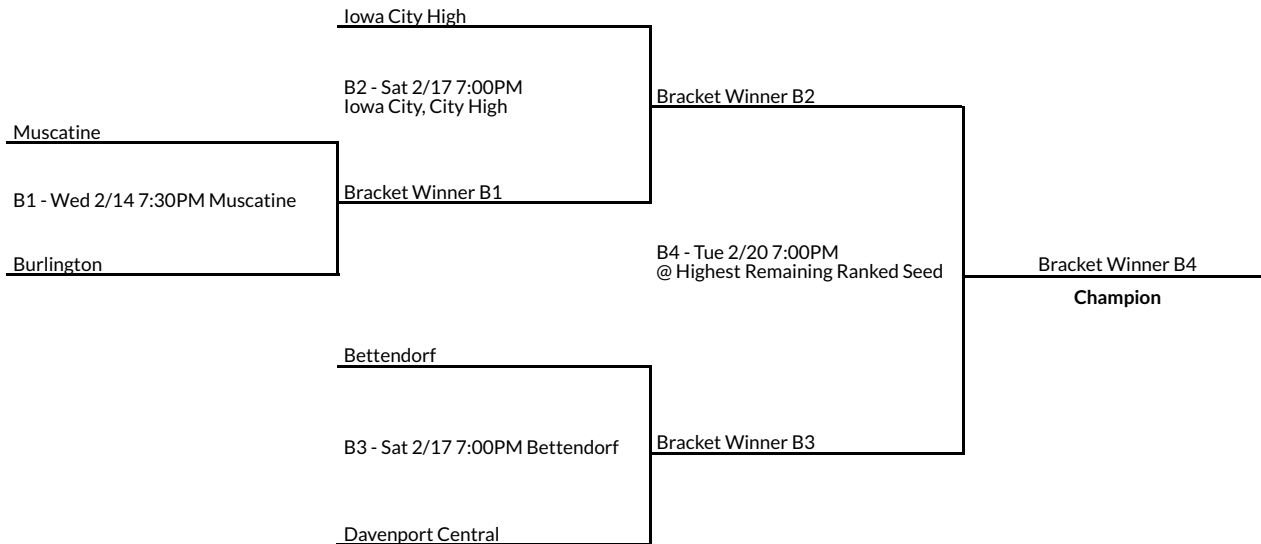 Iowa City High
B2 - Sat 2/17 7:00PM
Iowa City, City High
Bracket Winner B2
Muscatine
B1 - Wed 2/14 7:30PM Muscatine
Bracket Winner B1
Burlington
B4 - Tue 2/20 7:00PM
@ Highest Remaining Ranked Seed
Bracket Winner B4
Champion
Bettendorf
B3 - Sat 2/17 7:00PM Bettendorf
Bracket Winner B3
Davenport Central